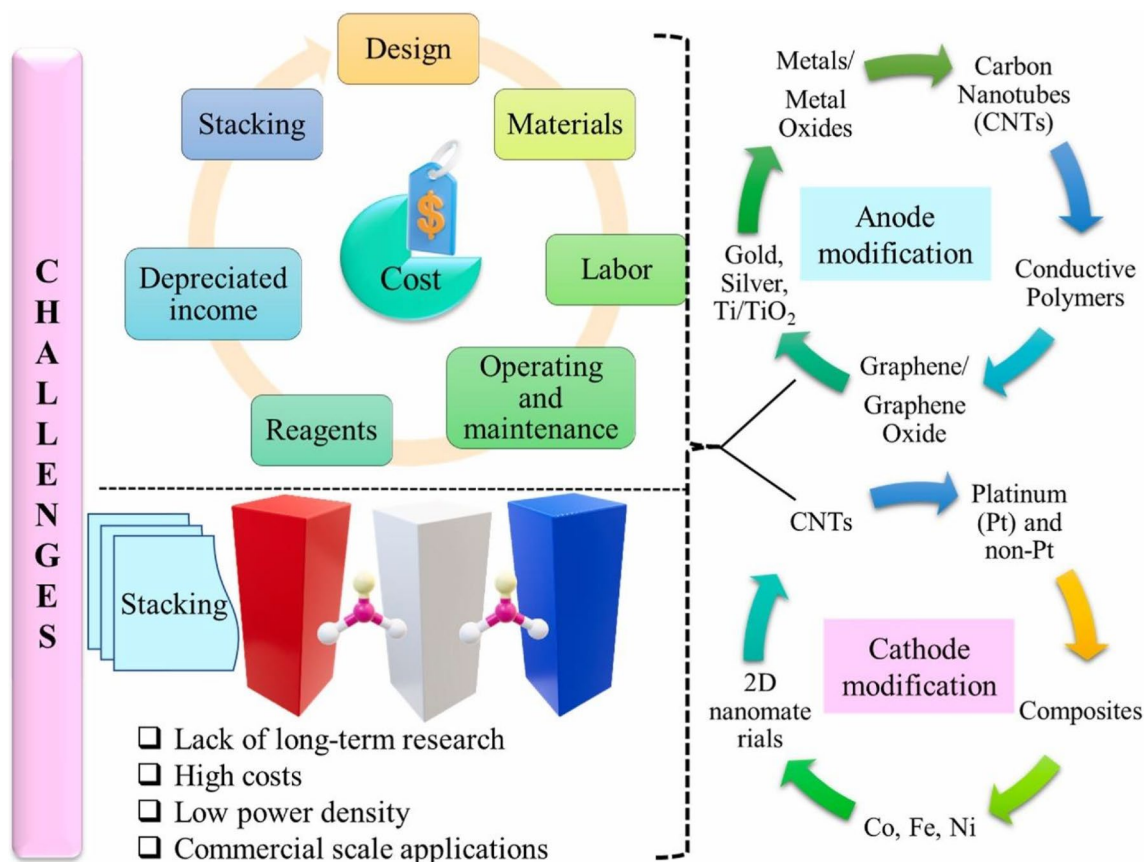 CHALLENGES
Design
Stacking
Materials
$
Cost
Depreciated
income
Labor
Reagents
Operating
and
maintenance
Stacking
❑ Lack of long-term research
❑ High costs
❑ Low power density
❑ Commercial scale applications
Metals/
Metal
Oxides
Carbon
Nanotubes
(CNTs)
Anode
modification
Gold,
Silver,
Ti/TiO₂
Conductive
Polymers
Graphene/
Graphene
Oxide
CNTs
Platinum
(Pt) and
non-Pt
Cathode
modification
2D
nanomate
rials
Composites
Co, Fe, Ni